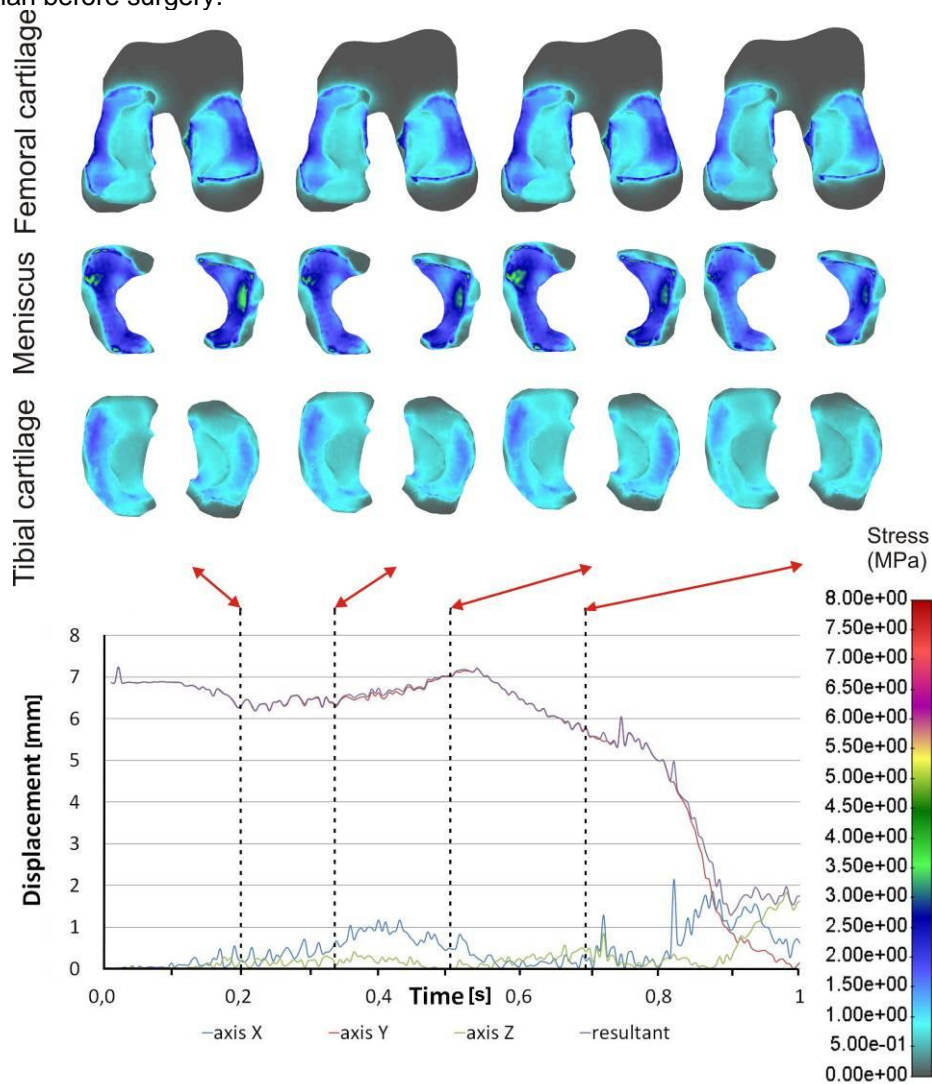 an before surgery.
Femoral cartilage
Meniscus
Tibial cartilage
Stress
(MPa)
8.00e+00
7.50e+00
7.00e+00
6.50e+00
6.00e+00
5.50e+00
5.00e+00
4.50e+00
4.00e+00
3.50e+00
3.00e+00
2.50e+00
2.00e+00
1.50e+00
1.00e+00
5.00e-01
0.00e+00
Displacement [mm]
8
7
6
5
4
3
2
1
0
0,0 0,2 0,4 0,6 0,8 1
Time [s]
axis X axis Y axis Z resultant